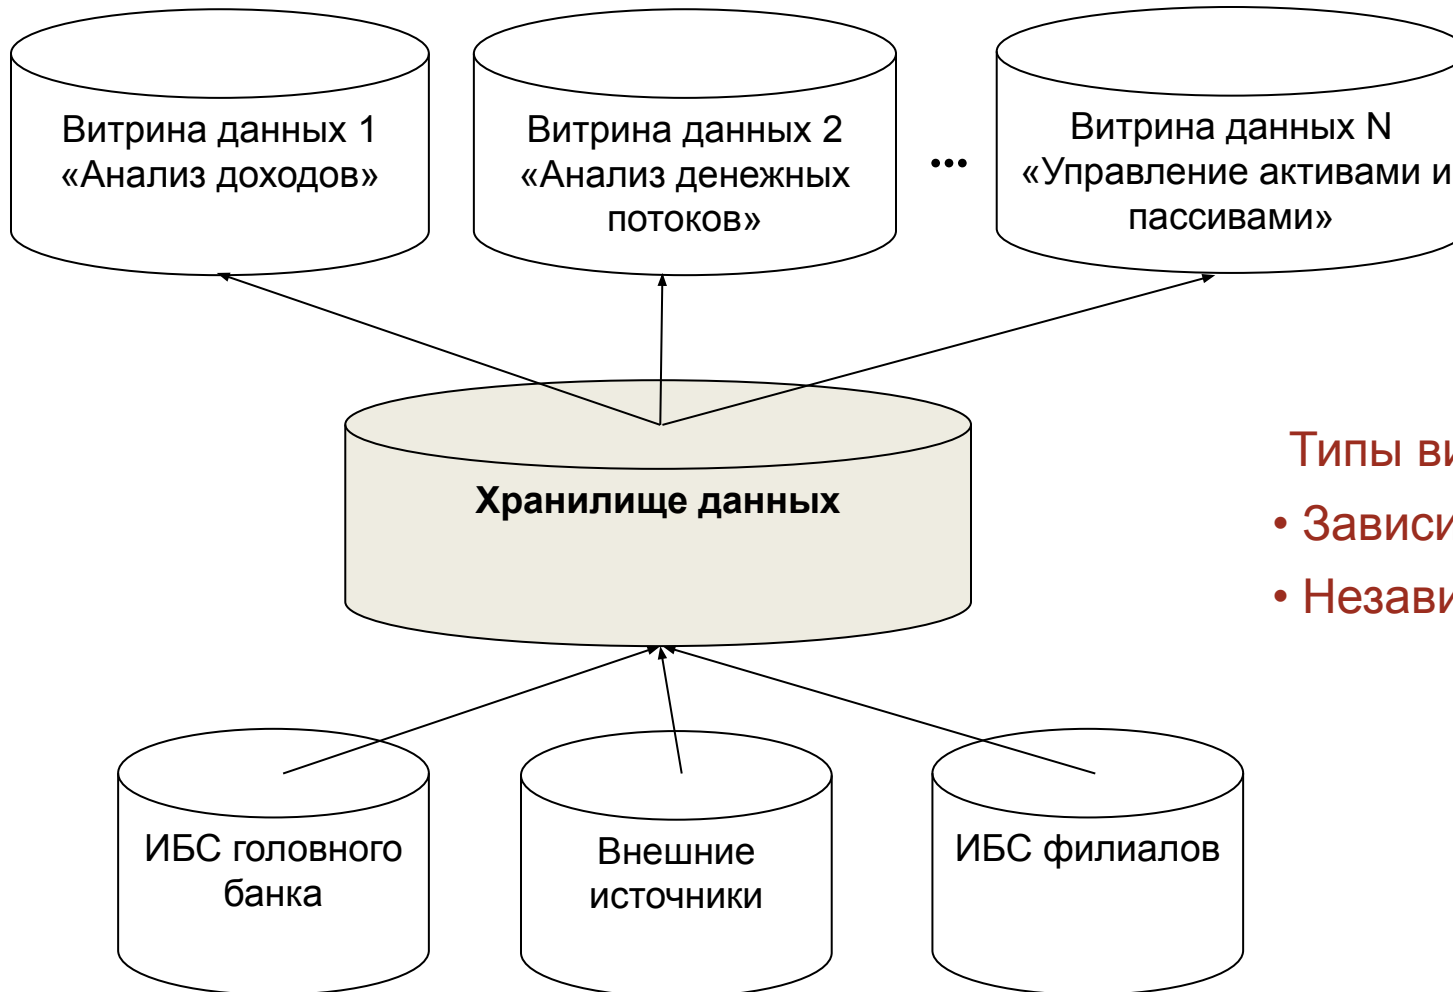 Витрина данных 1
«Анализ доходов»
Витрина данных 2
«Анализ денежных
потоков»
...
Витрина данных N
«Управление активами и
пассивами»
Хранилище данных
Типы
•
•
ИБС головного
банка
Внешние
источники
ИБС филиалов